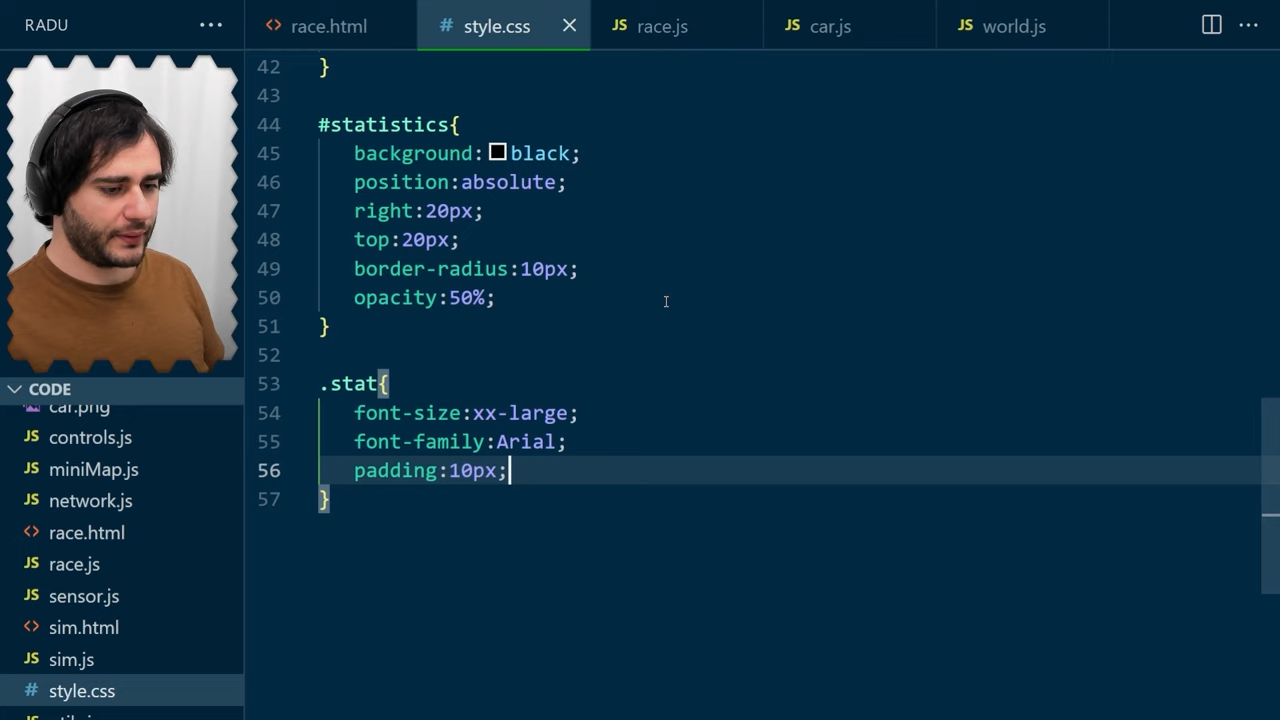 RADU
race.html
style.css
race.js
car.js
world.js
42 }
43
44 #statistics{
45 background: black;
46 position:absolute;
47 right:20px;
48 top:20px;
49 border-radius:10px;
50 opacity:50%;
51 }
52
53 .stat{
54 font-size:xx-large;
55 font-family:Arial;
56 padding:10px;
57 }
CODE
car.png
JS controls.js
JS miniMap.js
JS network.js
<> race.html
JS race.js
JS sensor.js
<> sim.html
JS sim.js
# style.css